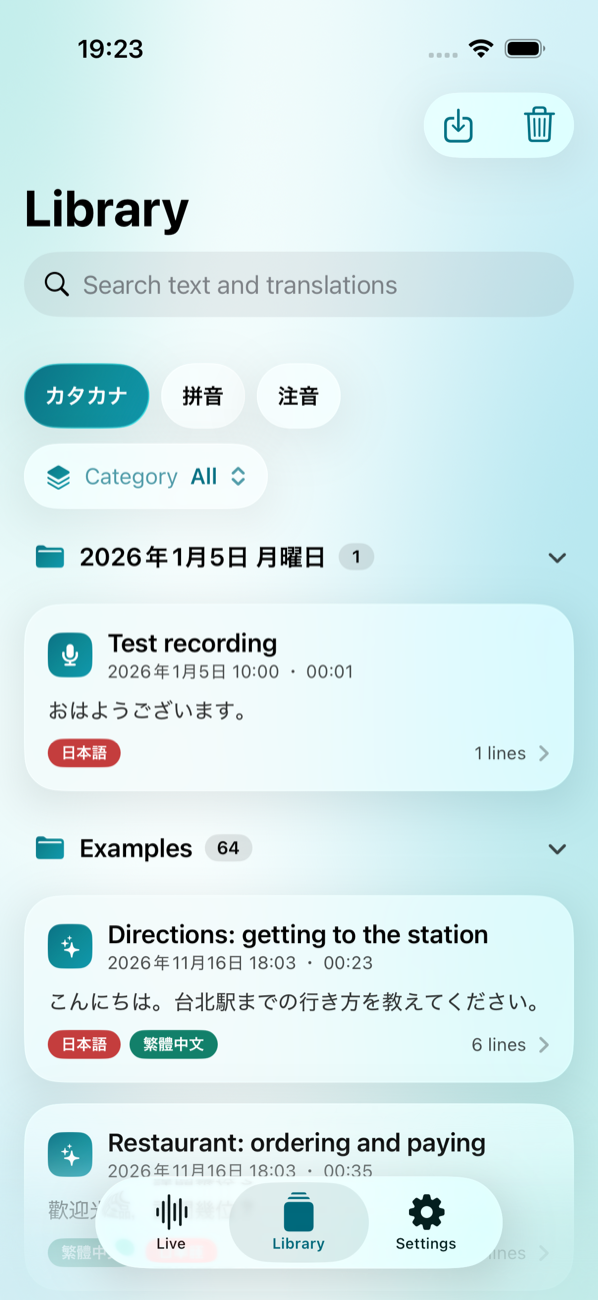 19:23
Library
Search text and translations
カタカナ 拼音 注音
Category All
2026年1月5日 月曜日 1
Test recording
2026年1月5日 10:00 · 00:01
おはようございます。
日本語 1 lines
Examples 64
Directions: getting to the station
2026年11月16日 18:03 · 00:23
こんにちは。台北駅までの行き方を教えてください。
日本語 繁體中文 6 lines
Restaurant: ordering and paying
2026年11月16日 18:03 · 00:35
歡迎
繁體中
Live Library Settings